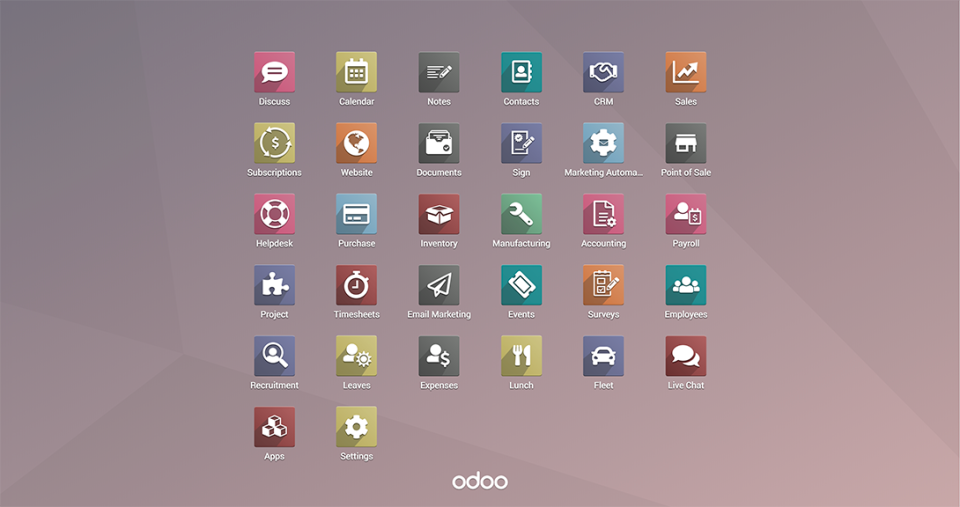 Discuss Calendar Notes Contacts CRM Sales
Subscriptions Website Documents Sign Marketing Automa... Point of Sale
Helpdesk Purchase Inventory Manufacturing Accounting Payroll
Project Timesheets Email Marketing Events Surveys Employees
Recruitment Leaves Expenses Lunch Fleet Live Chat
Apps Settings
odoo